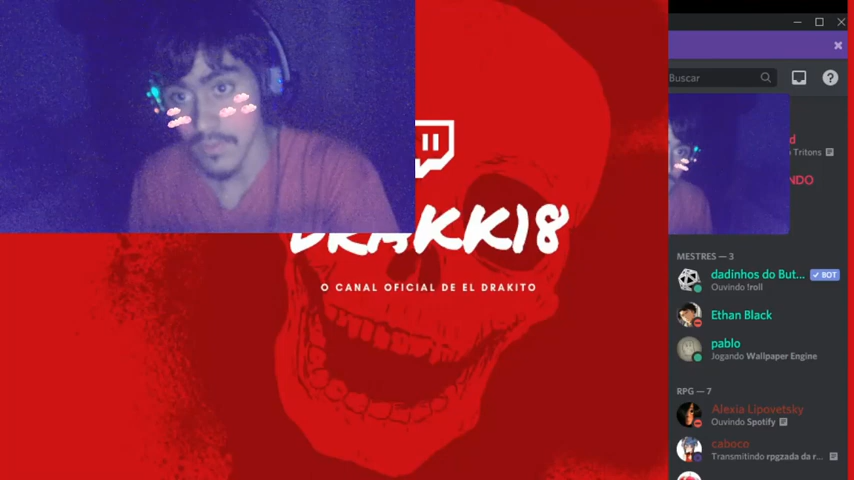 DRAKK18
O CANAL OFICIAL DE EL DRAKITO
Buscar
d
o Tritons
NDO
MESTRES — 3
dadinhos do But...
BOT
Ouvindo !roll
Ethan Black
pablo
Jogando Wallpaper Engine
RPG — 7
Alexia Lipovetsky
Ouvindo Spotify
caboco
Transmitindo rpgzada da r...